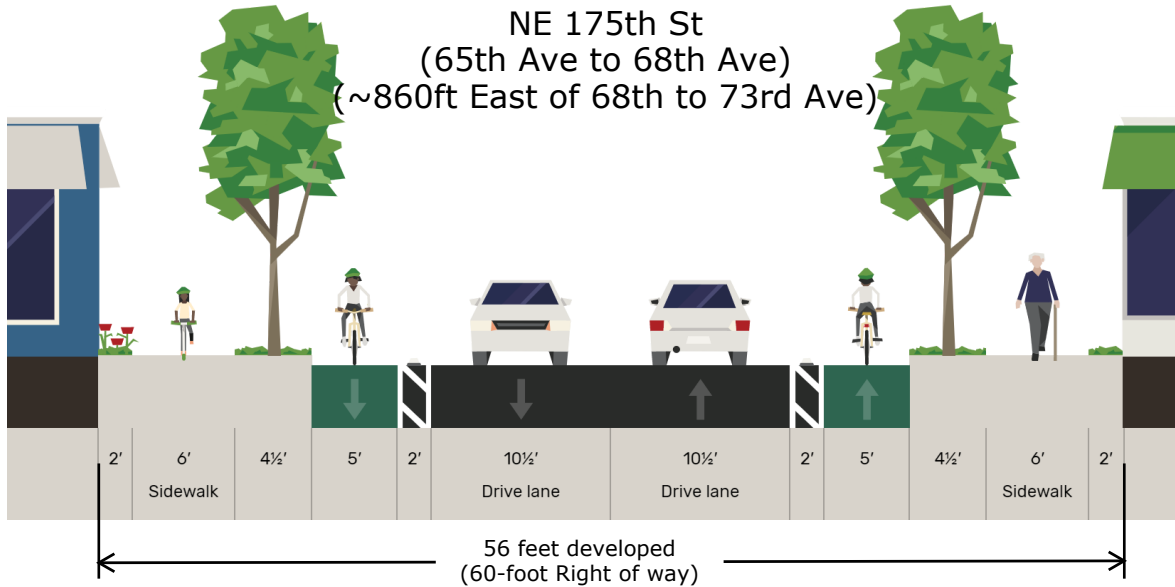 NE 175th St
(65th Ave to 68th Ave)
(~860ft East of 68th to 73rd Ave)
2' 6' 4½' 5' 2' 10½' 10½' 2' 5' 4½' 6' 2'
Sidewalk Drive lane Drive lane Sidewalk
56 feet developed
(60-foot Right of way)